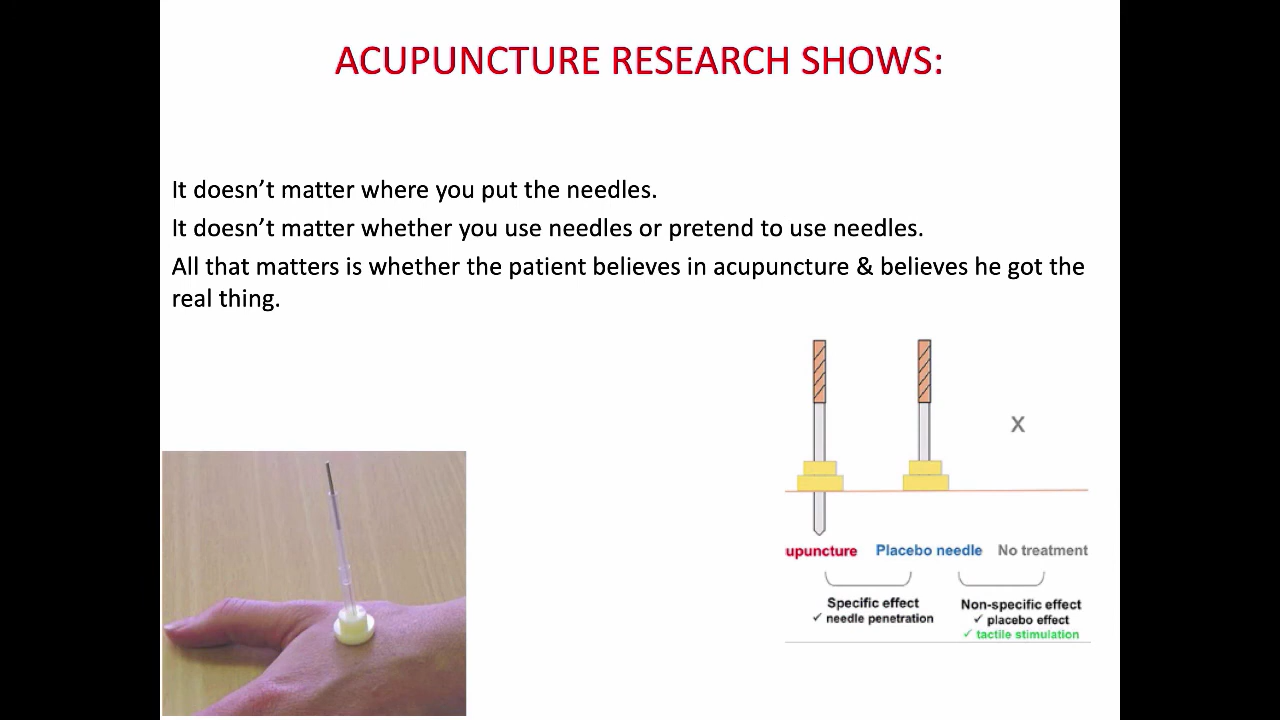 ACUPUNCTURE RESEARCH SHOWS:
It doesn’t matter where you put the needles.
It doesn’t matter whether you use needles or pretend to use needles.
All that matters is whether the patient believes in acupuncture & believes he got the
real thing.
X
upuncture Placebo needle No treatment
Specific effect
✓ needle penetration
Non-specific effect
✓ placebo effect
✓ tactile stimulation